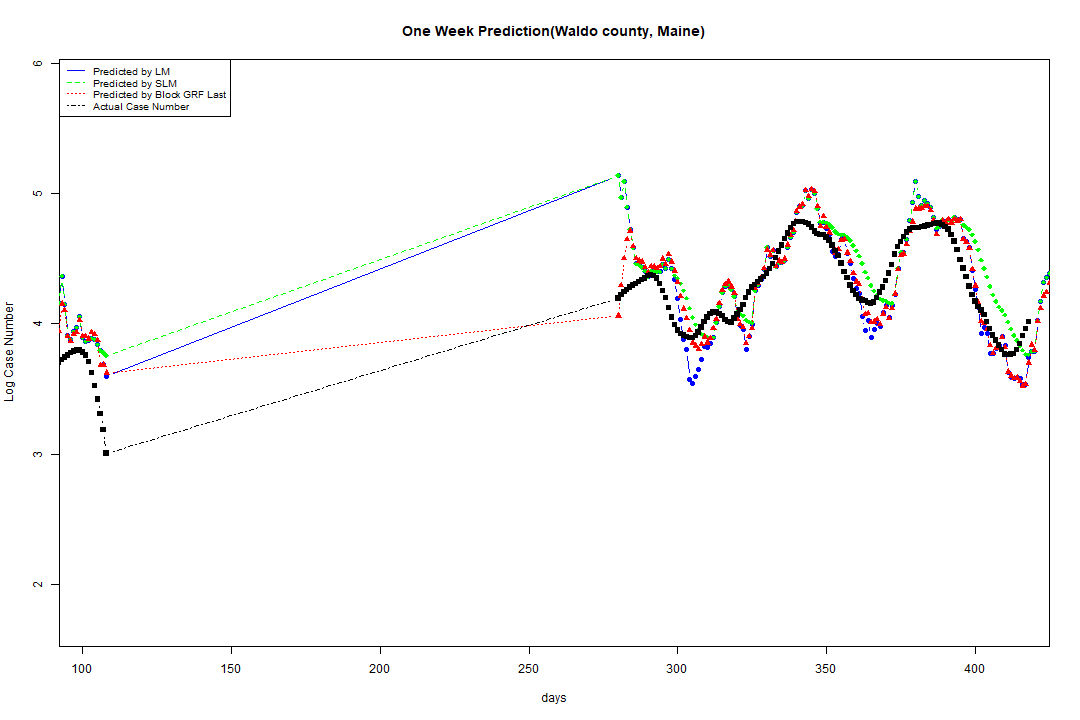 One Week Prediction(Waldo county, Maine)
Predicted by LM
Predicted by SLM
Predicted by Block GRF Last
Actual Case Number
Log Case Number
6
5
4
3
2
100 150 200 250 300 350 400
days